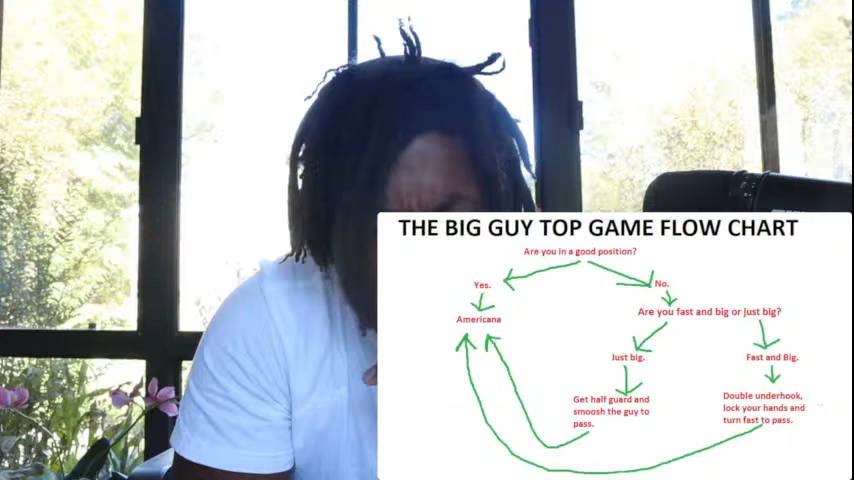 THE BIG GUY TOP GAME FLOW CHART
Are you in a good position?
Yes.
No.
Americana
Are you fast and big or just big?
Just big.
Fast and Big.
Get half guard and
smoosh the guy to
pass.
Double underhook,
lock your hands and
turn fast to pass.